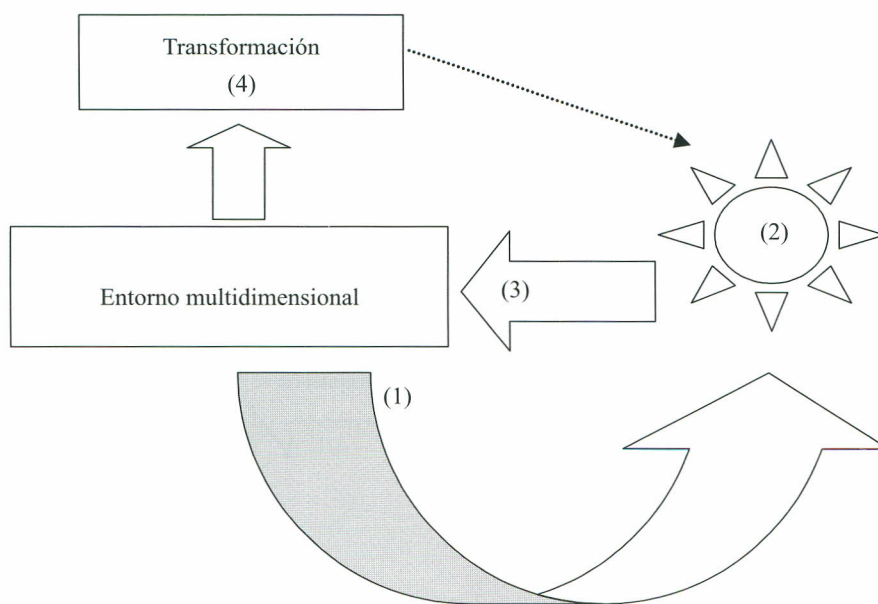 Transformación
(4)
(2)
(3)
Entorno multidimensional
(1)